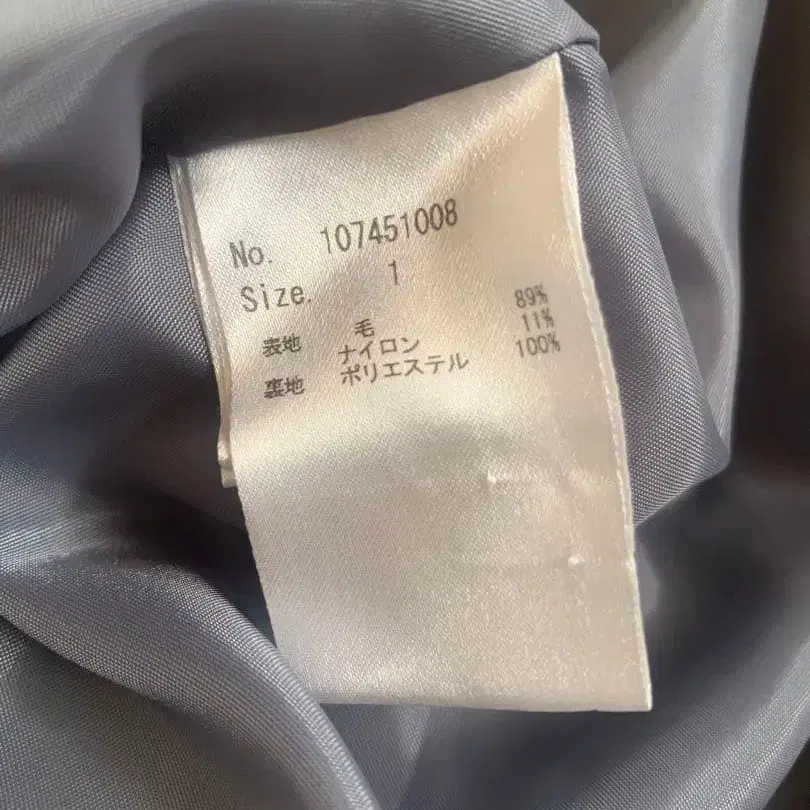 No. 107451008
Size. 1
表地 毛 89%
ナイロン 11%
裏地 ポリエステル 100%